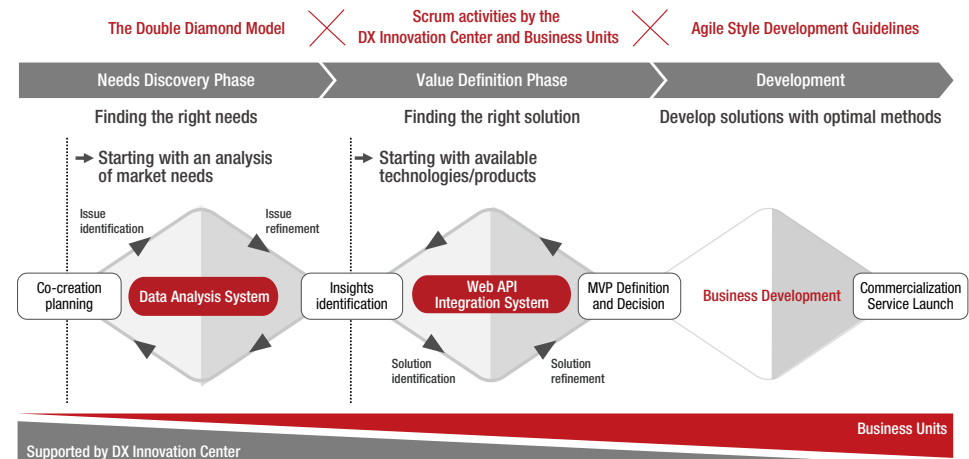 The Double Diamond Model
Scrum activities by the
DX Innovation Center and Business Units
Agile Style Development Guidelines
Needs Discovery Phase
Value Definition Phase
Development
Finding the right needs
Finding the right solution
Develop solutions with optimal methods
Starting with an analysis
of market needs
Starting with available
technologies/products
Issue
identification
Issue
refinement
Co-creation
planning
Data Analysis System
Insights
identification
Web API
Integration System
MVP Definition
and Decision
Business Development
Commercialization
Service Launch
Solution
identification
Solution
refinement
Business Units
Supported by DX Innovation Center